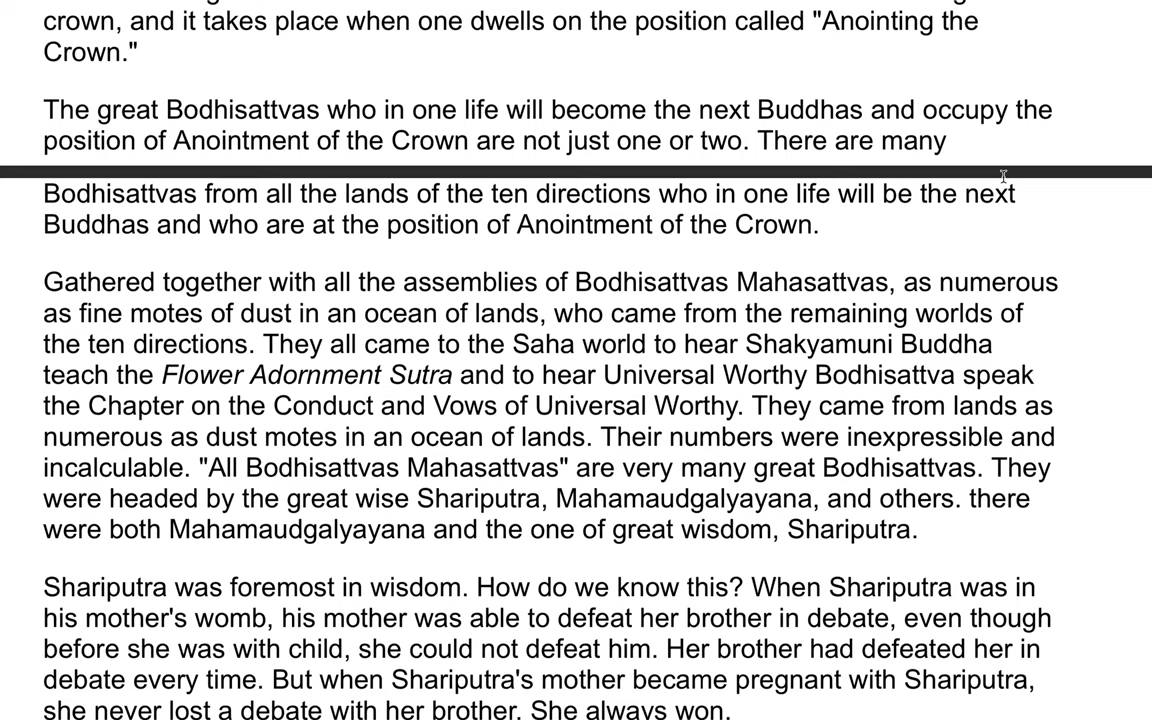 crown, and it takes place when one dwells on the position called "Anointing the
Crown."
The great Bodhisattvas who in one life will become the next Buddhas and occupy the
position of Anointment of the Crown are not just one or two. There are many
Bodhisattvas from all the lands of the ten directions who in one life will be the next
Buddhas and who are at the position of Anointment of the Crown.
Gathered together with all the assemblies of Bodhisattvas Mahasattvas, as numerous
as fine motes of dust in an ocean of lands, who came from the remaining worlds of
the ten directions. They all came to the Saha world to hear Shakyamuni Buddha
teach the Flower Adornment Sutra and to hear Universal Worthy Bodhisattva speak
the Chapter on the Conduct and Vows of Universal Worthy. They came from lands as
numerous as dust motes in an ocean of lands. Their numbers were inexpressible and
incalculable. "All Bodhisattvas Mahasattvas" are very many great Bodhisattvas. They
were headed by the great wise Shariputra, Mahamaudgalyayana, and others. there
were both Mahamaudgalyayana and the one of great wisdom, Shariputra.
Shariputra was foremost in wisdom. How do we know this? When Shariputra was in
his mother's womb, his mother was able to defeat her brother in debate, even though
before she was with child, she could not defeat him. Her brother had defeated her in
debate every time. But when Shariputra's mother became pregnant with Shariputra,
she never lost a debate with her brother. She always won.